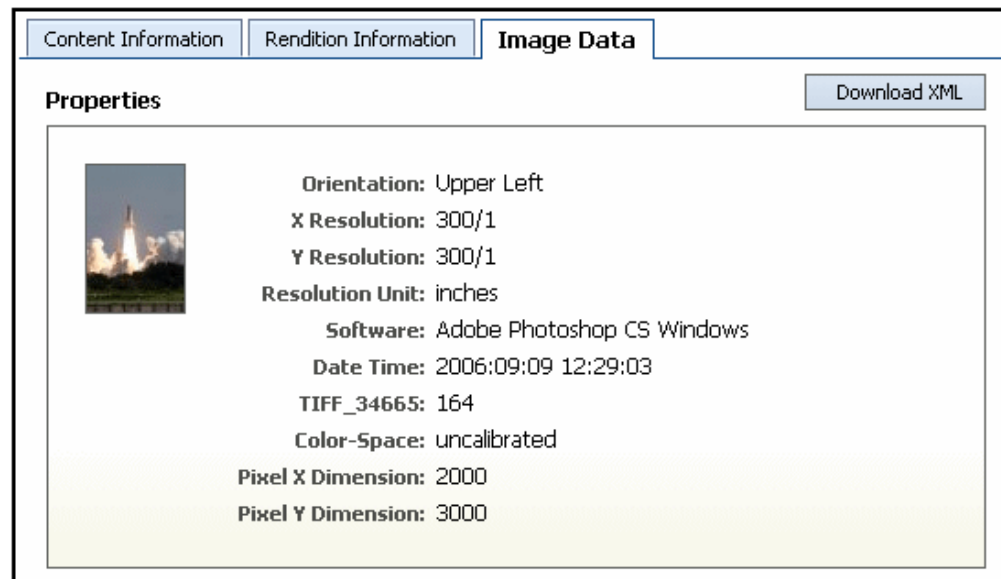 Content Information Rendition Information Image Data
Properties Download XML
Orientation: Upper Left
X Resolution: 300/1
Y Resolution: 300/1
Resolution Unit: inches
Software: Adobe Photoshop CS Windows
Date Time: 2006:09:09 12:29:03
TIFF_34665: 164
Color-Space: uncalibrated
Pixel X Dimension: 2000
Pixel Y Dimension: 3000